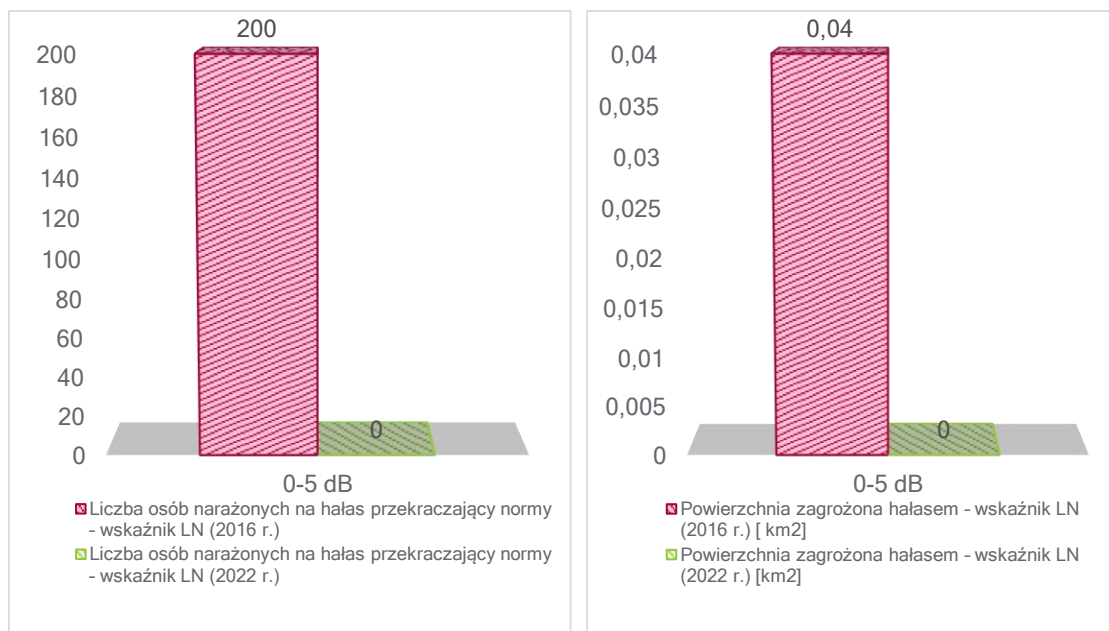 200
200
180
160
140
120
100
80
60
40
20
0
0
0-5 dB
Liczba osób narażonych na hałas przekraczający normy
- wskaźnik LN (2016 r.)
Liczba osób narażonych na hałas przekraczający normy
- wskaźnik LN (2022 r.)
0,04
0,04
0,035
0,03
0,025
0,02
0,015
0,01
0,005
0
0
0-5 dB
Powierzchnia zagrożona hałasem - wskaźnik LN
(2016 r.) [ km2]
Powierzchnia zagrożona hałasem - wskaźnik LN
(2022 r.) [km2]